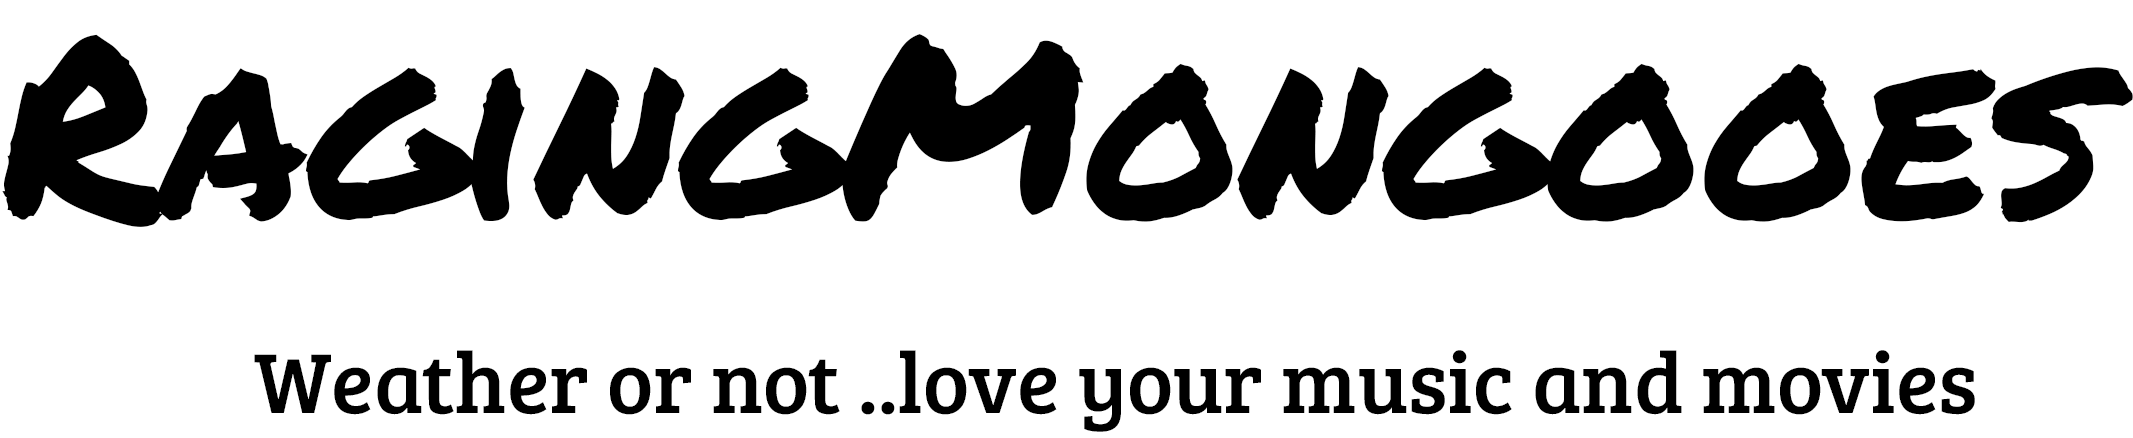 RagingMongooes
Weather or not ..love your music and movies